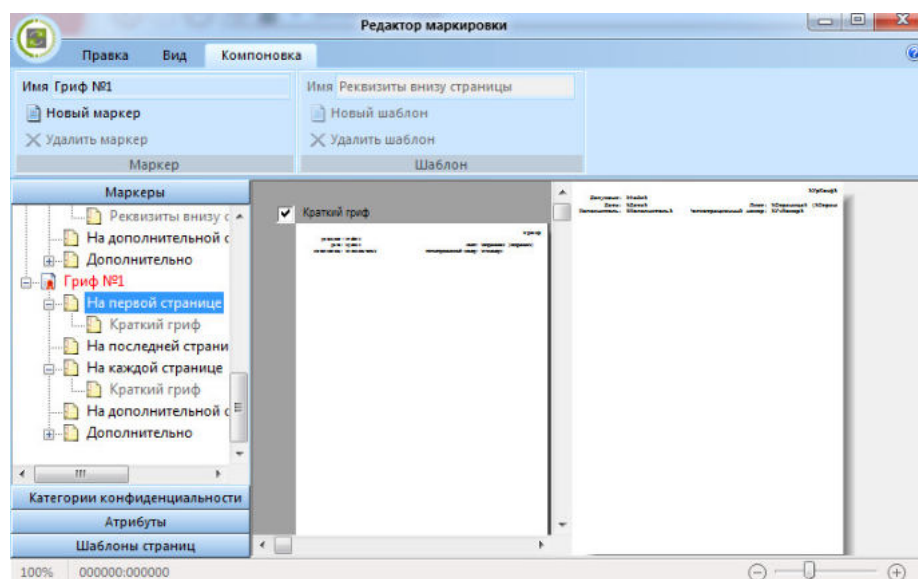 Редактор маркировки
Правка Вид Компоновка
Имя Гриф №1
Новый маркер
Удалить маркер
Маркер
Имя Реквизиты внизу страницы
Новый шаблон
Удалить шаблон
Шаблон
Маркеры
Реквизиты внизу с
На дополнительной с
Дополнительно
Гриф №1
На первой странице
Краткий гриф
На последней страни
На каждой странице
Краткий гриф
На дополнительной с
Дополнительно
Категории конфиденциальности
Атрибуты
Шаблоны страниц
Краткий гриф
100% 000000:000000